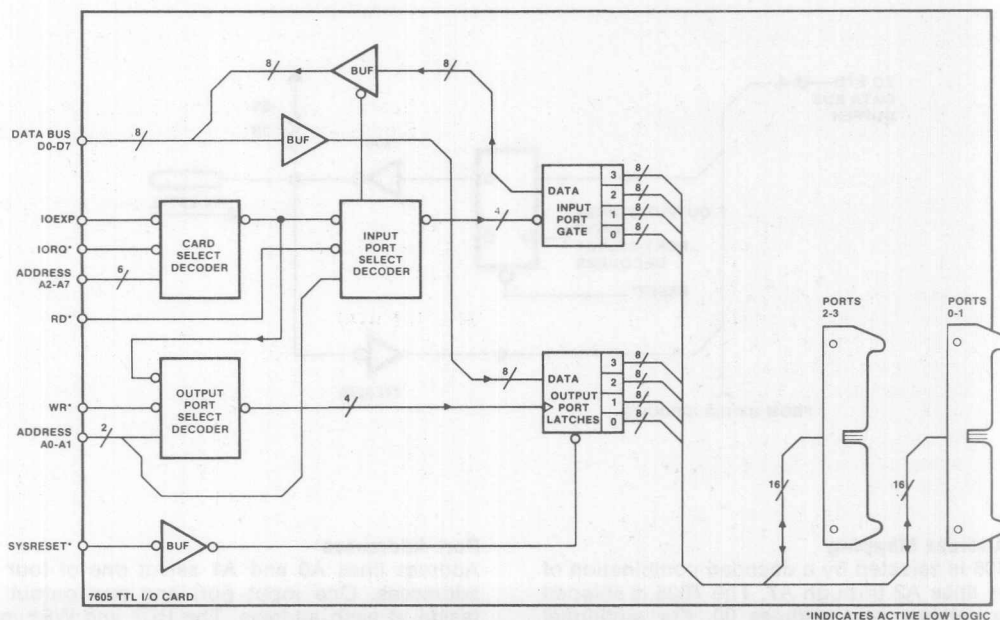 BUF
8
8
DATA BUS
D0-D7
8
BUF
IOEXP
IORQ*
ADDRESS
A2-A7
6
RD*
CARD
SELECT
DECODER
INPUT
PORT
SELECT
DECODER
4
DATA
INPUT
PORT
GATE
3
2
1
0
8
8
8
8
PORTS
2-3
PORTS
0-1
WR*
ADDRESS
A0-A1
2
OUTPUT
PORT
SELECT
DECODER
4
8
DATA
OUTPUT
PORT
LATCHES
3
2
1
0
8
8
8
8
16
16
SYSRESET*
BUF
7605 TTL I/O CARD
*INDICATES ACTIVE LOW LOGIC